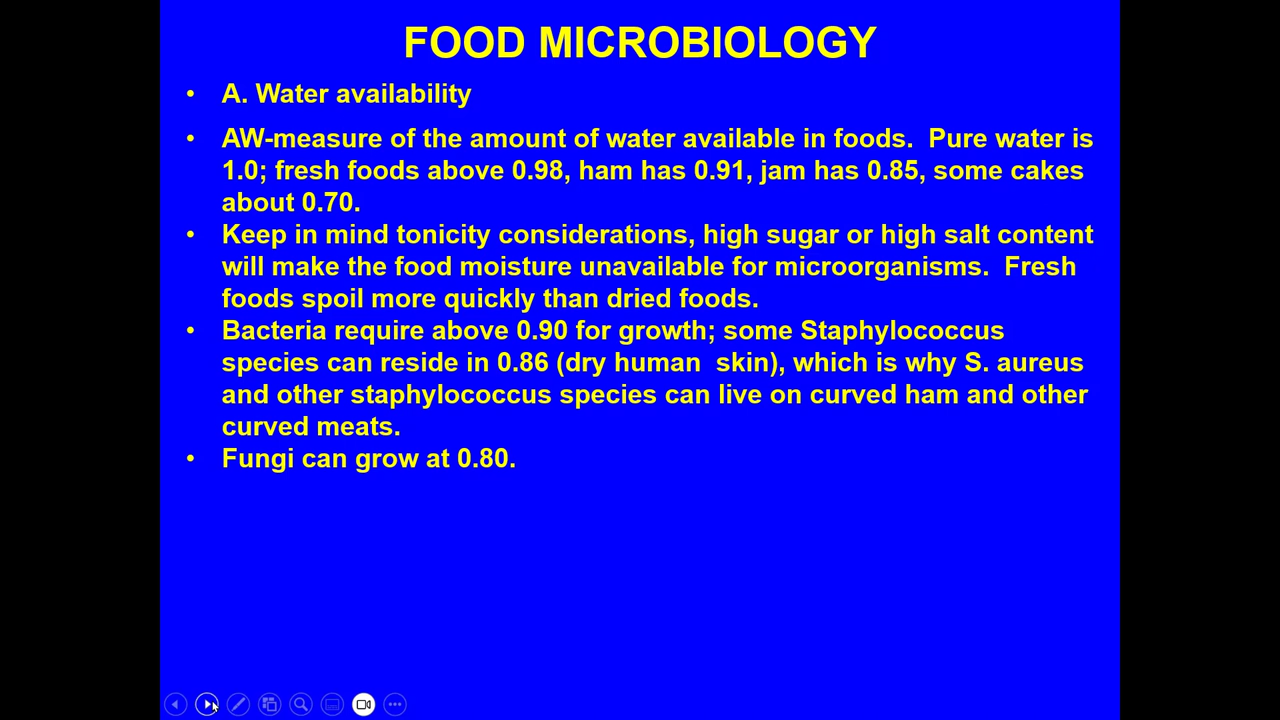 FOOD MICROBIOLOGY
• A. Water availability
• AW-measure of the amount of water available in foods.  Pure water is
1.0; fresh foods above 0.98, ham has 0.91, jam has 0.85, some cakes
about 0.70.
• Keep in mind tonicity considerations, high sugar or high salt content
will make the food moisture unavailable for microorganisms.  Fresh
foods spoil more quickly than dried foods.
• Bacteria require above 0.90 for growth; some Staphylococcus
species can reside in 0.86 (dry human  skin), which is why S. aureus
and other staphylococcus species can live on curved ham and other
curved meats.
• Fungi can grow at 0.80.